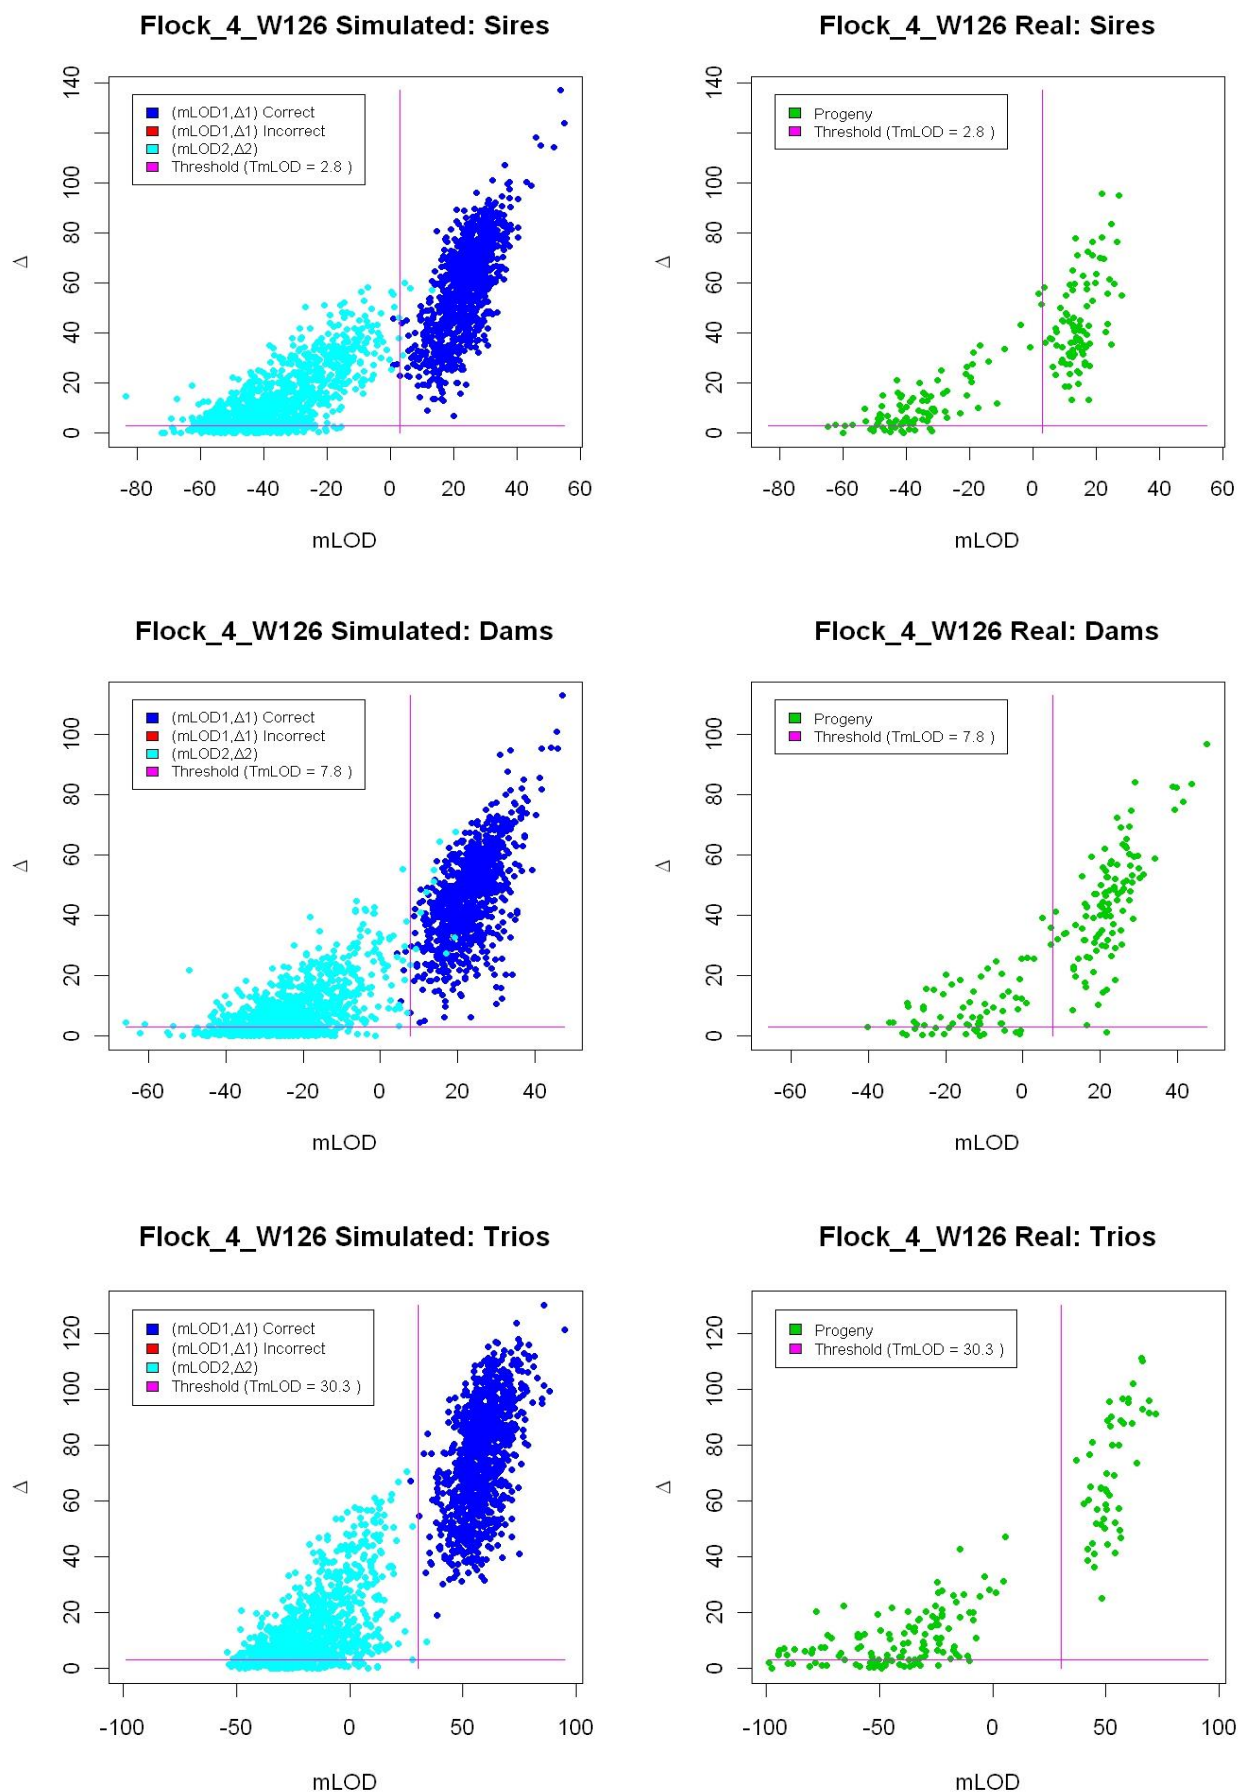 Flock_4_W126 Simulated: Sires
Δ
140
100
80
60
40
20
0
(mLOD1,Δ1) Correct
(mLOD1,Δ1) Incorrect
(mLOD2,Δ2)
Threshold (TmLOD = 2.8 )
-80 -60 -40 -20 0 20 40 60
mLOD
Flock_4_W126 Real: Sires
Δ
140
100
80
60
40
20
0
Progeny
Threshold (TmLOD = 2.8 )
-80 -60 -40 -20 0 20 40 60
mLOD
Flock_4_W126 Simulated: Dams
Δ
100
80
60
40
20
0
(mLOD1,Δ1) Correct
(mLOD1,Δ1) Incorrect
(mLOD2,Δ2)
Threshold (TmLOD = 7.8 )
-60 -40 -20 0 20 40
mLOD
Flock_4_W126 Real: Dams
Δ
100
80
60
40
20
0
Progeny
Threshold (TmLOD = 7.8 )
-60 -40 -20 0 20 40
mLOD
Flock_4_W126 Simulated: Trios
Δ
120
100
80
60
40
20
0
(mLOD1,Δ1) Correct
(mLOD1,Δ1) Incorrect
(mLOD2,Δ2)
Threshold (TmLOD = 30.3 )
-100 -50 0 50 100
mLOD
Flock_4_W126 Real: Trios
Δ
120
100
80
60
40
20
0
Progeny
Threshold (TmLOD = 30.3 )
-100 -50 0 50 100
mLOD